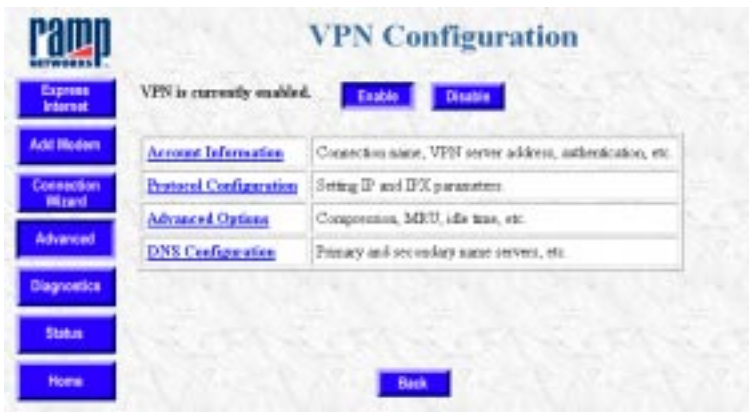 ramp
NETWORKS
VPN Configuration
Express
Internet
Add Modem
Connection
Wizard
Advanced
Diagnostics
Status
Home
VPN is currently enabled.
Enable
Disable
Account Information
Connection name, VPN server address, authentication, etc.
Protocol Configuration
Setting IP and IPX parameters.
Advanced Options
Compression, MRU, idle time, etc.
DNS Configuration
Primary and secondary name servers, etc.
Back